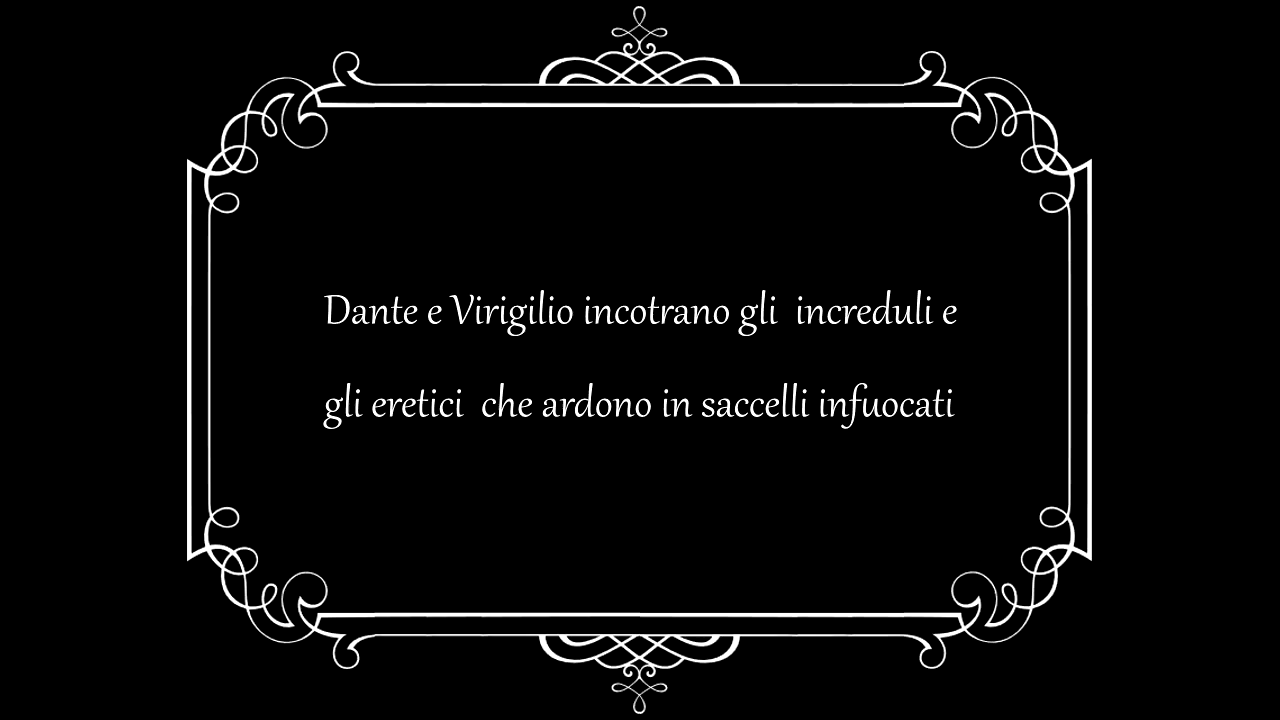 Dante e Virigilio incotrano gli  increduli e
gli eretici  che ardono in saccelli infuocati